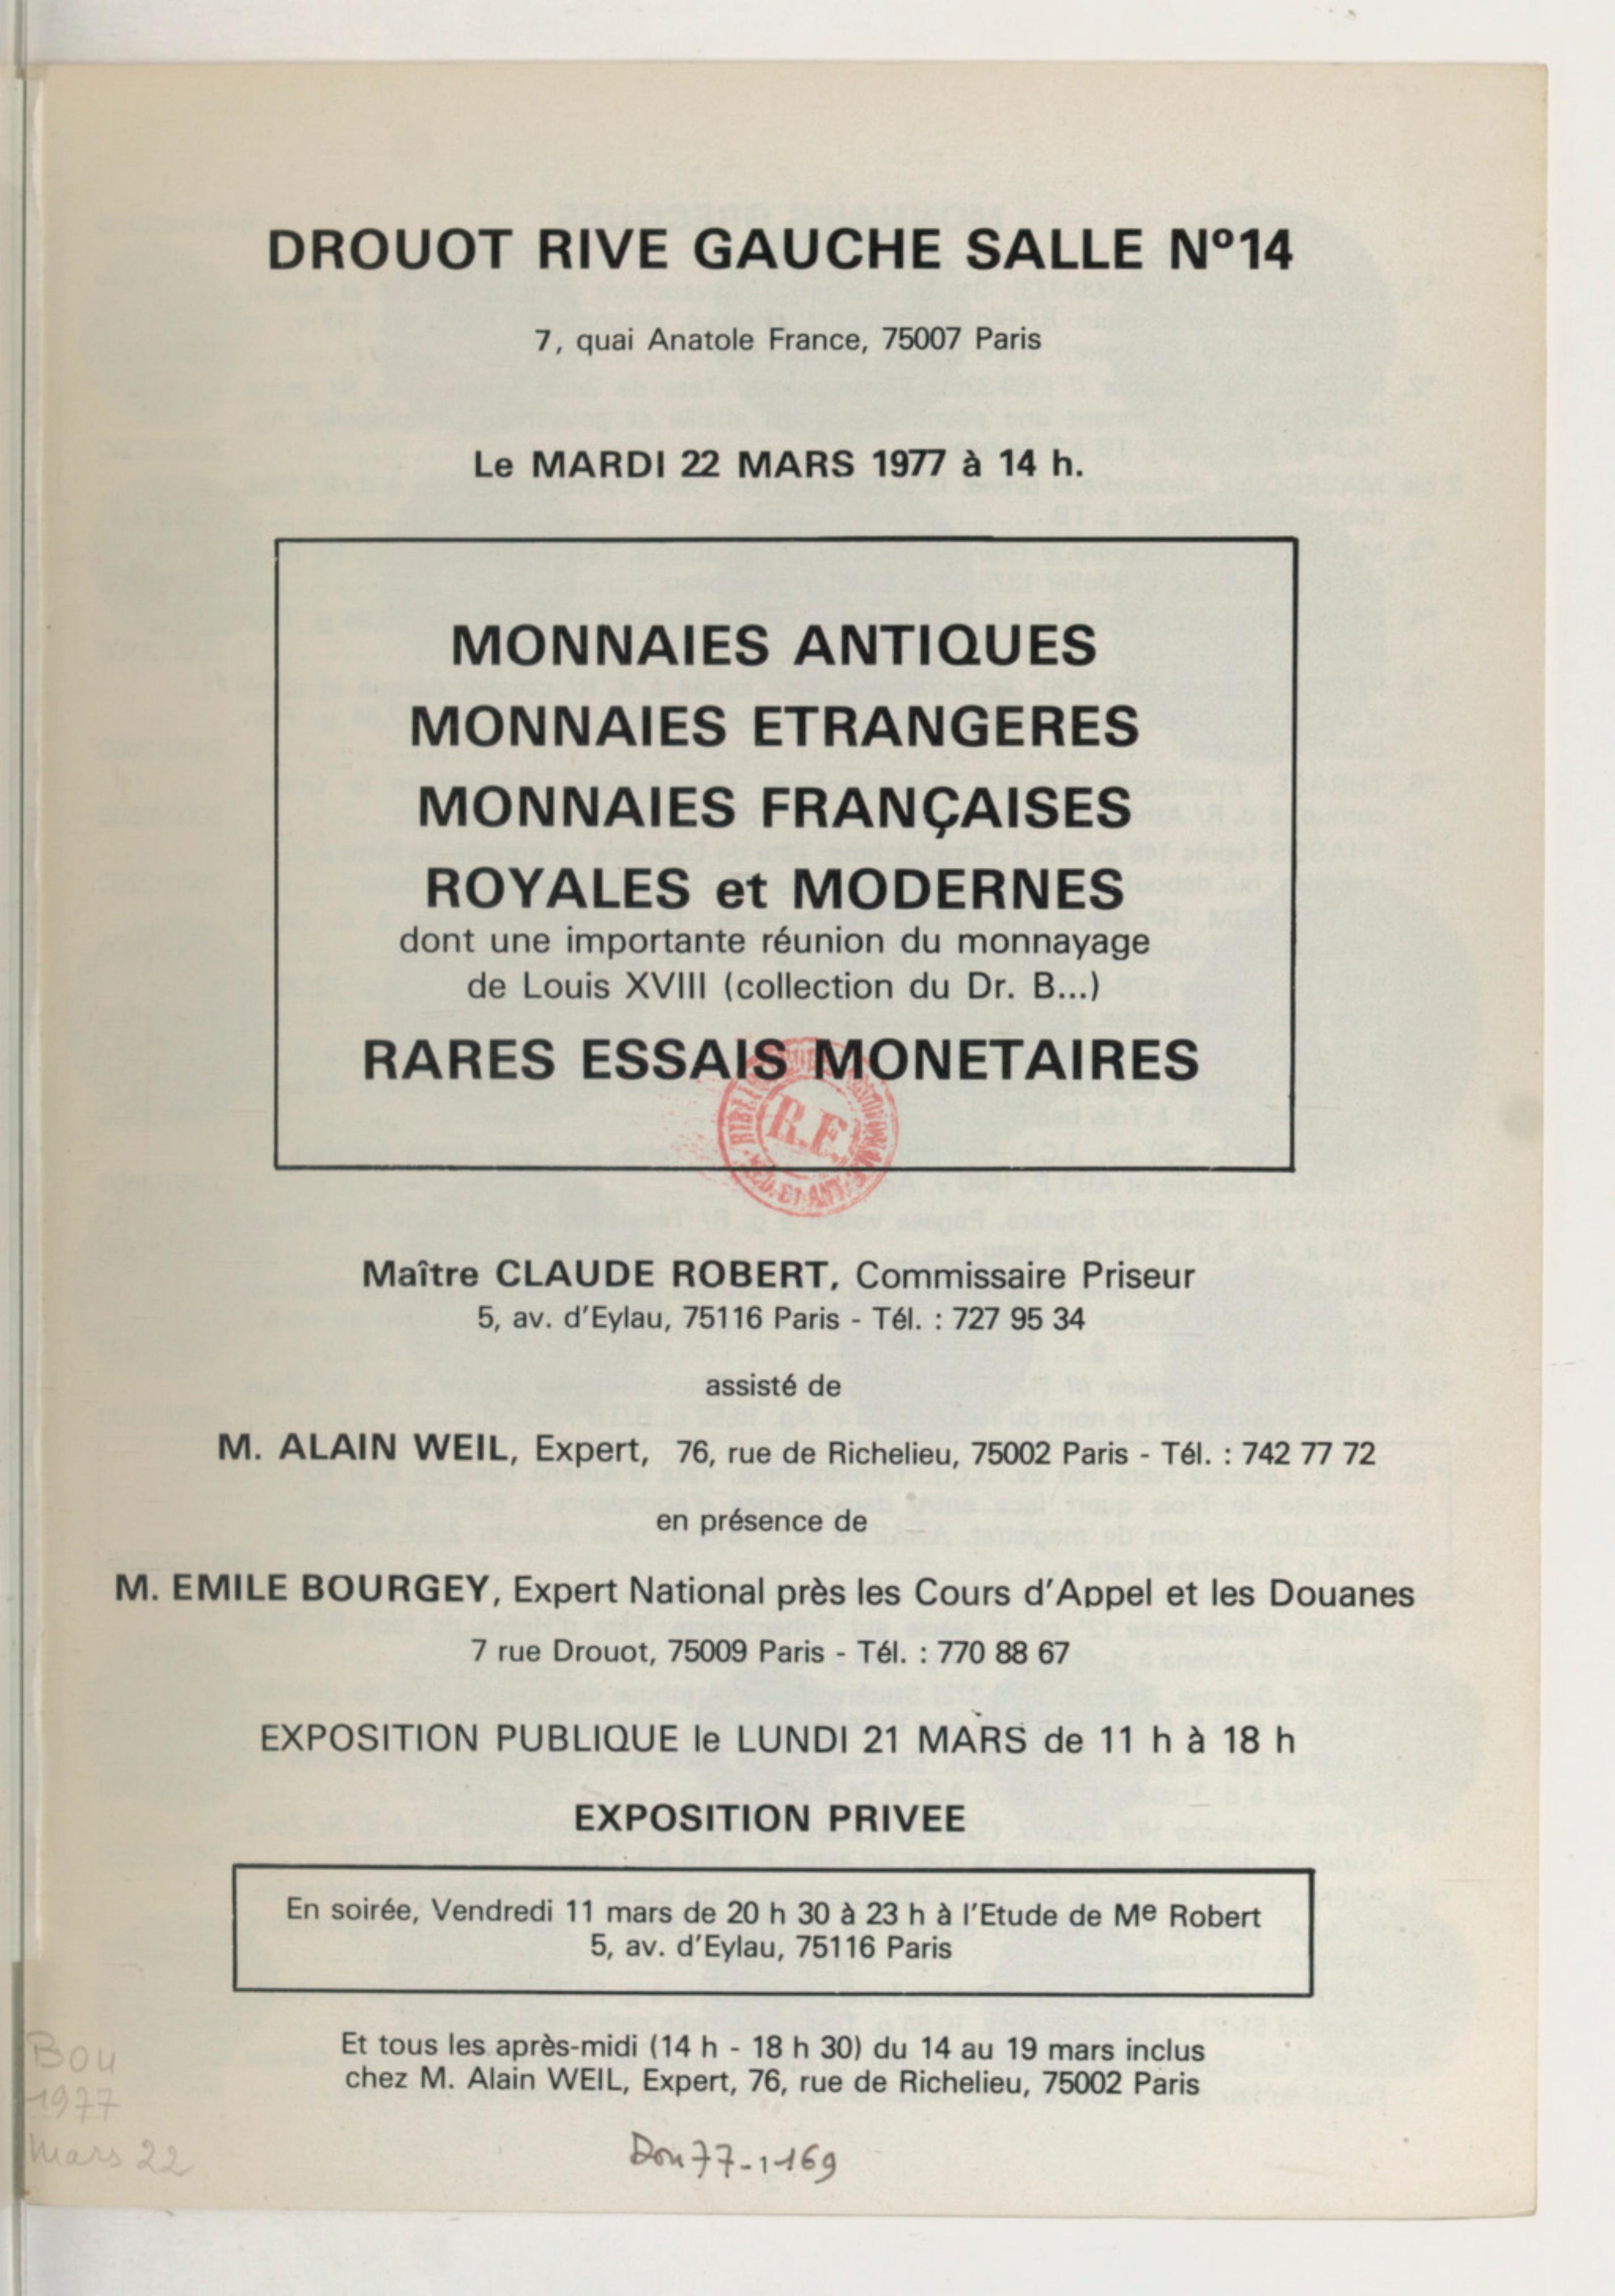 DROUOT RIVE GAUCHE SALLE Nº14
7, quai Anatole France, 75007 Paris
Le MARDI 22 MARS 1977 à 14 h.
MONNAIES ANTIQUES
MONNAIES ETRANGERES
MONNAIES FRANÇAISES
ROYALES et MODERNES
dont une importante réunion du monnayage
de Louis XVIII (collection du Dr. B...)
RARES ESSAIS MONETAIRES
R.F.
Maître CLAUDE ROBERT, Commissaire Priseur
5, av. d'Eylau, 75116 Paris - Tél. : 727 95 34
assisté de
M. ALAIN WEIL, Expert, 76, rue de Richelieu, 75002 Paris - Tél. : 742 77 72
en présence de
M. EMILE BOURGEY, Expert National près les Cours d'Appel et les Douanes
7 rue Drouot, 75009 Paris - Tél. : 770 88 67
EXPOSITION PUBLIQUE le LUNDI 21 MARS de 11 h à 18 h
EXPOSITION PRIVEE
En soirée, Vendredi 11 mars de 20 h 30 à 23 h à l'Etude de Me Robert
5, av. d'Eylau, 75116 Paris
Et tous les après-midi (14 h - 18 h 30) du 14 au 19 mars inclus
chez M. Alain WEIL, Expert, 76, rue de Richelieu, 75002 Paris
Bou
1977
Mars 22
Don 77-1169